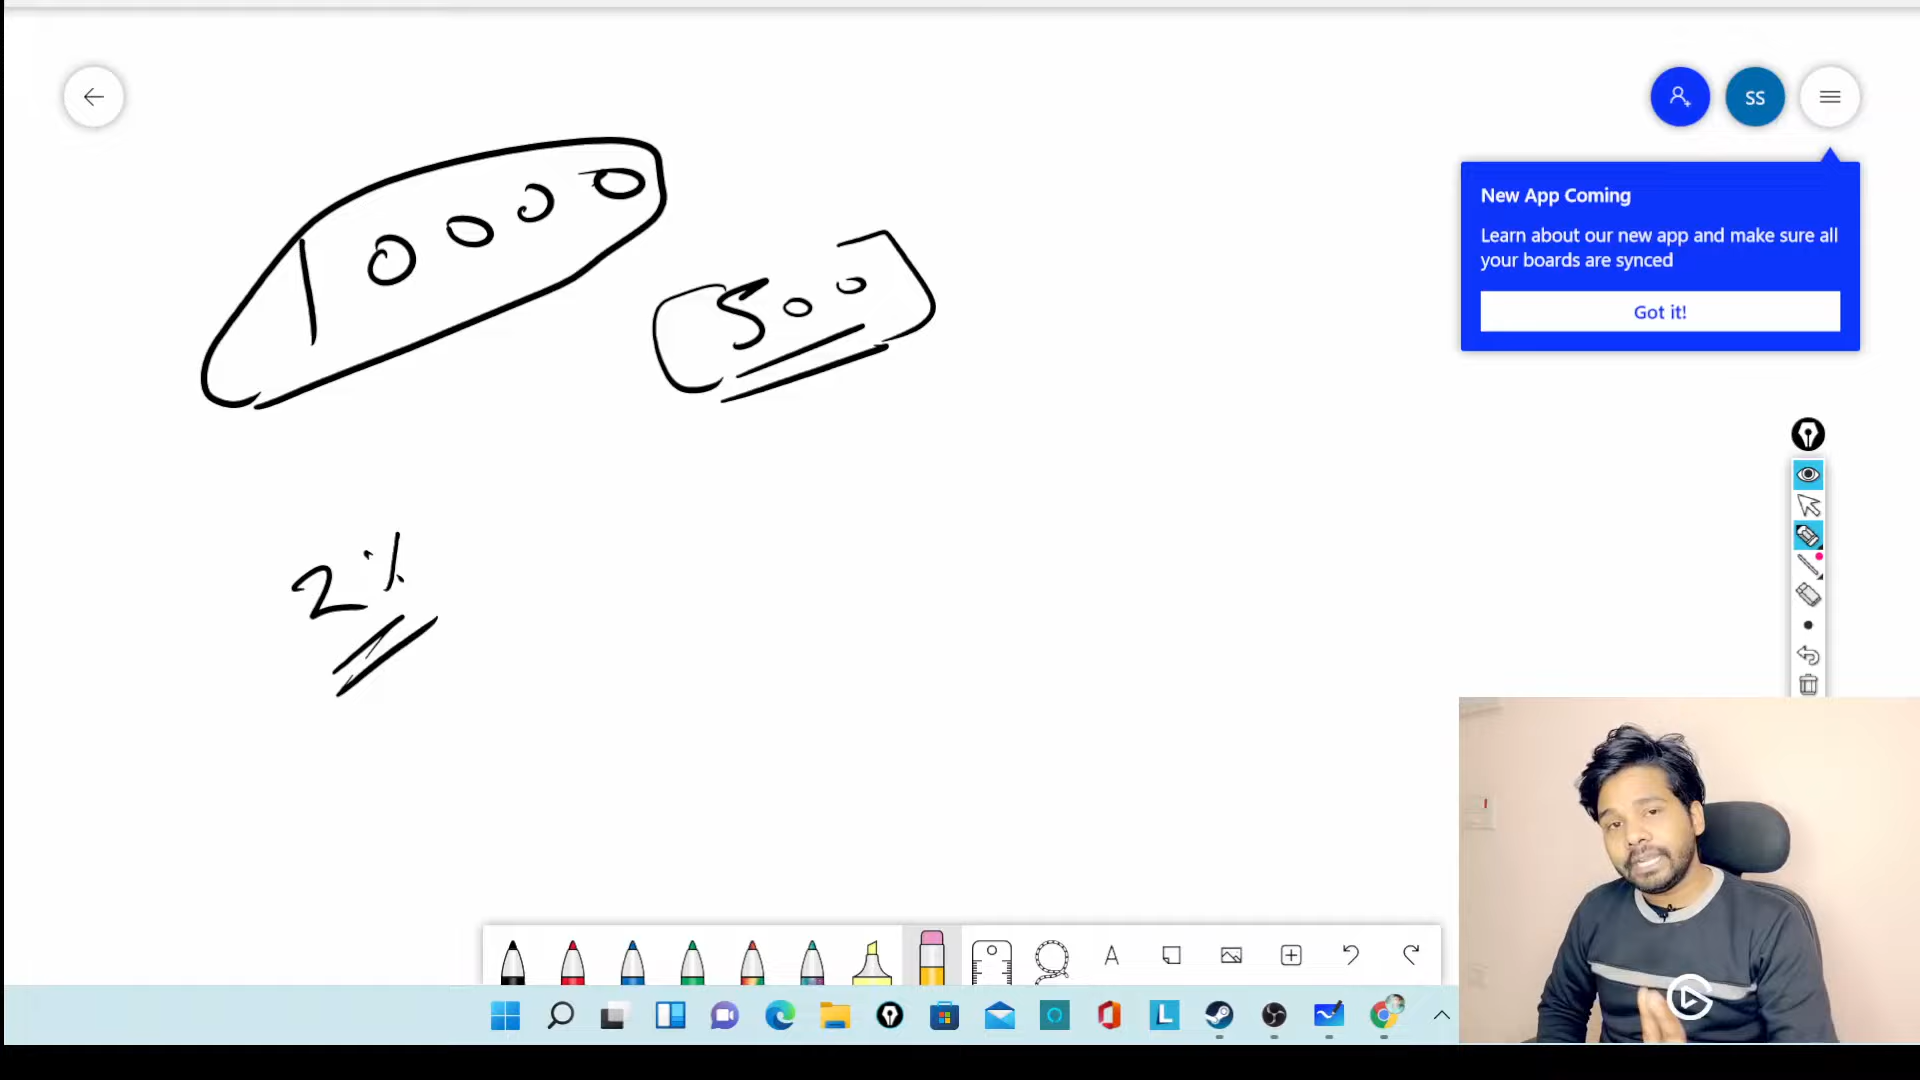 SS
New App Coming
Learn about our new app and make sure all
your boards are synced
Got it!
10000
500
2%